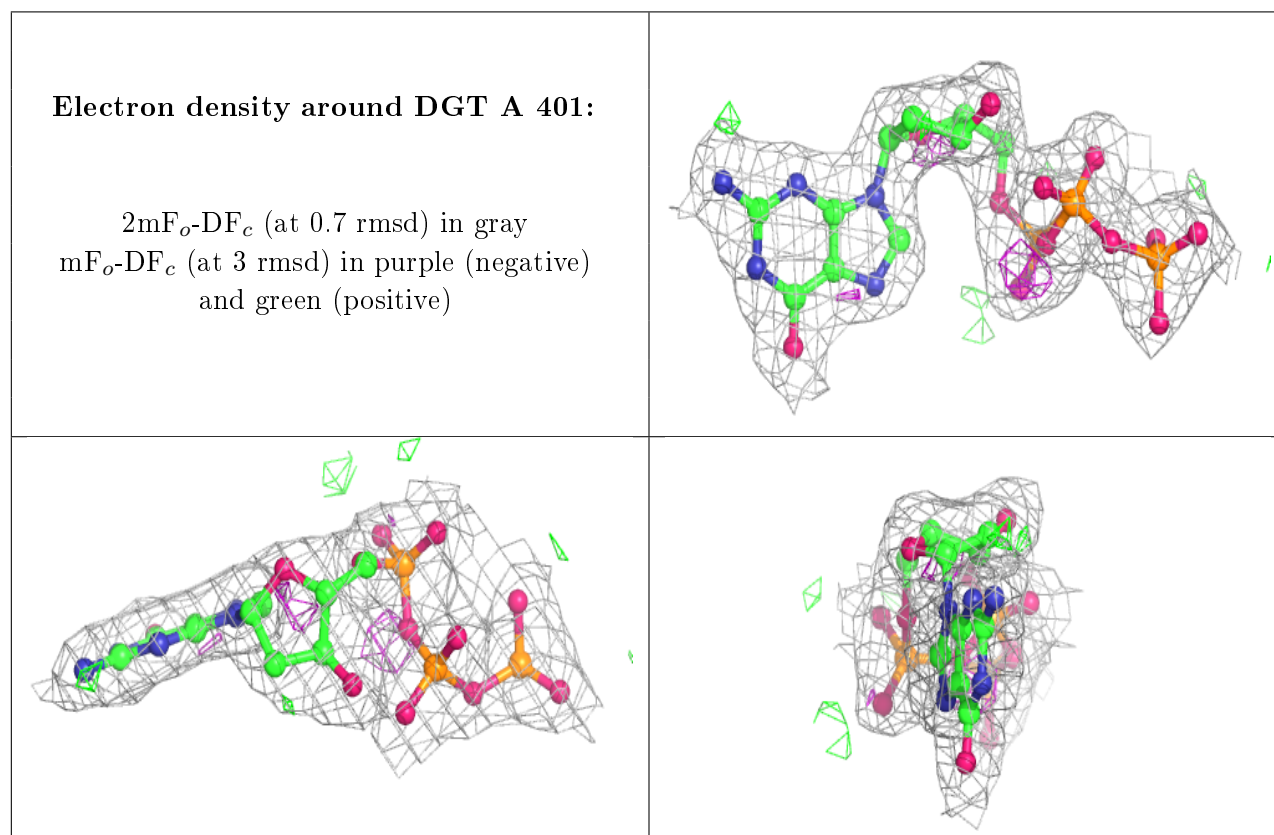 Electron density around DGT A 401:
2mFo-DFc (at 0.7 rmsd) in gray
mFo-DFc (at 3 rmsd) in purple (negative)
and green (positive)